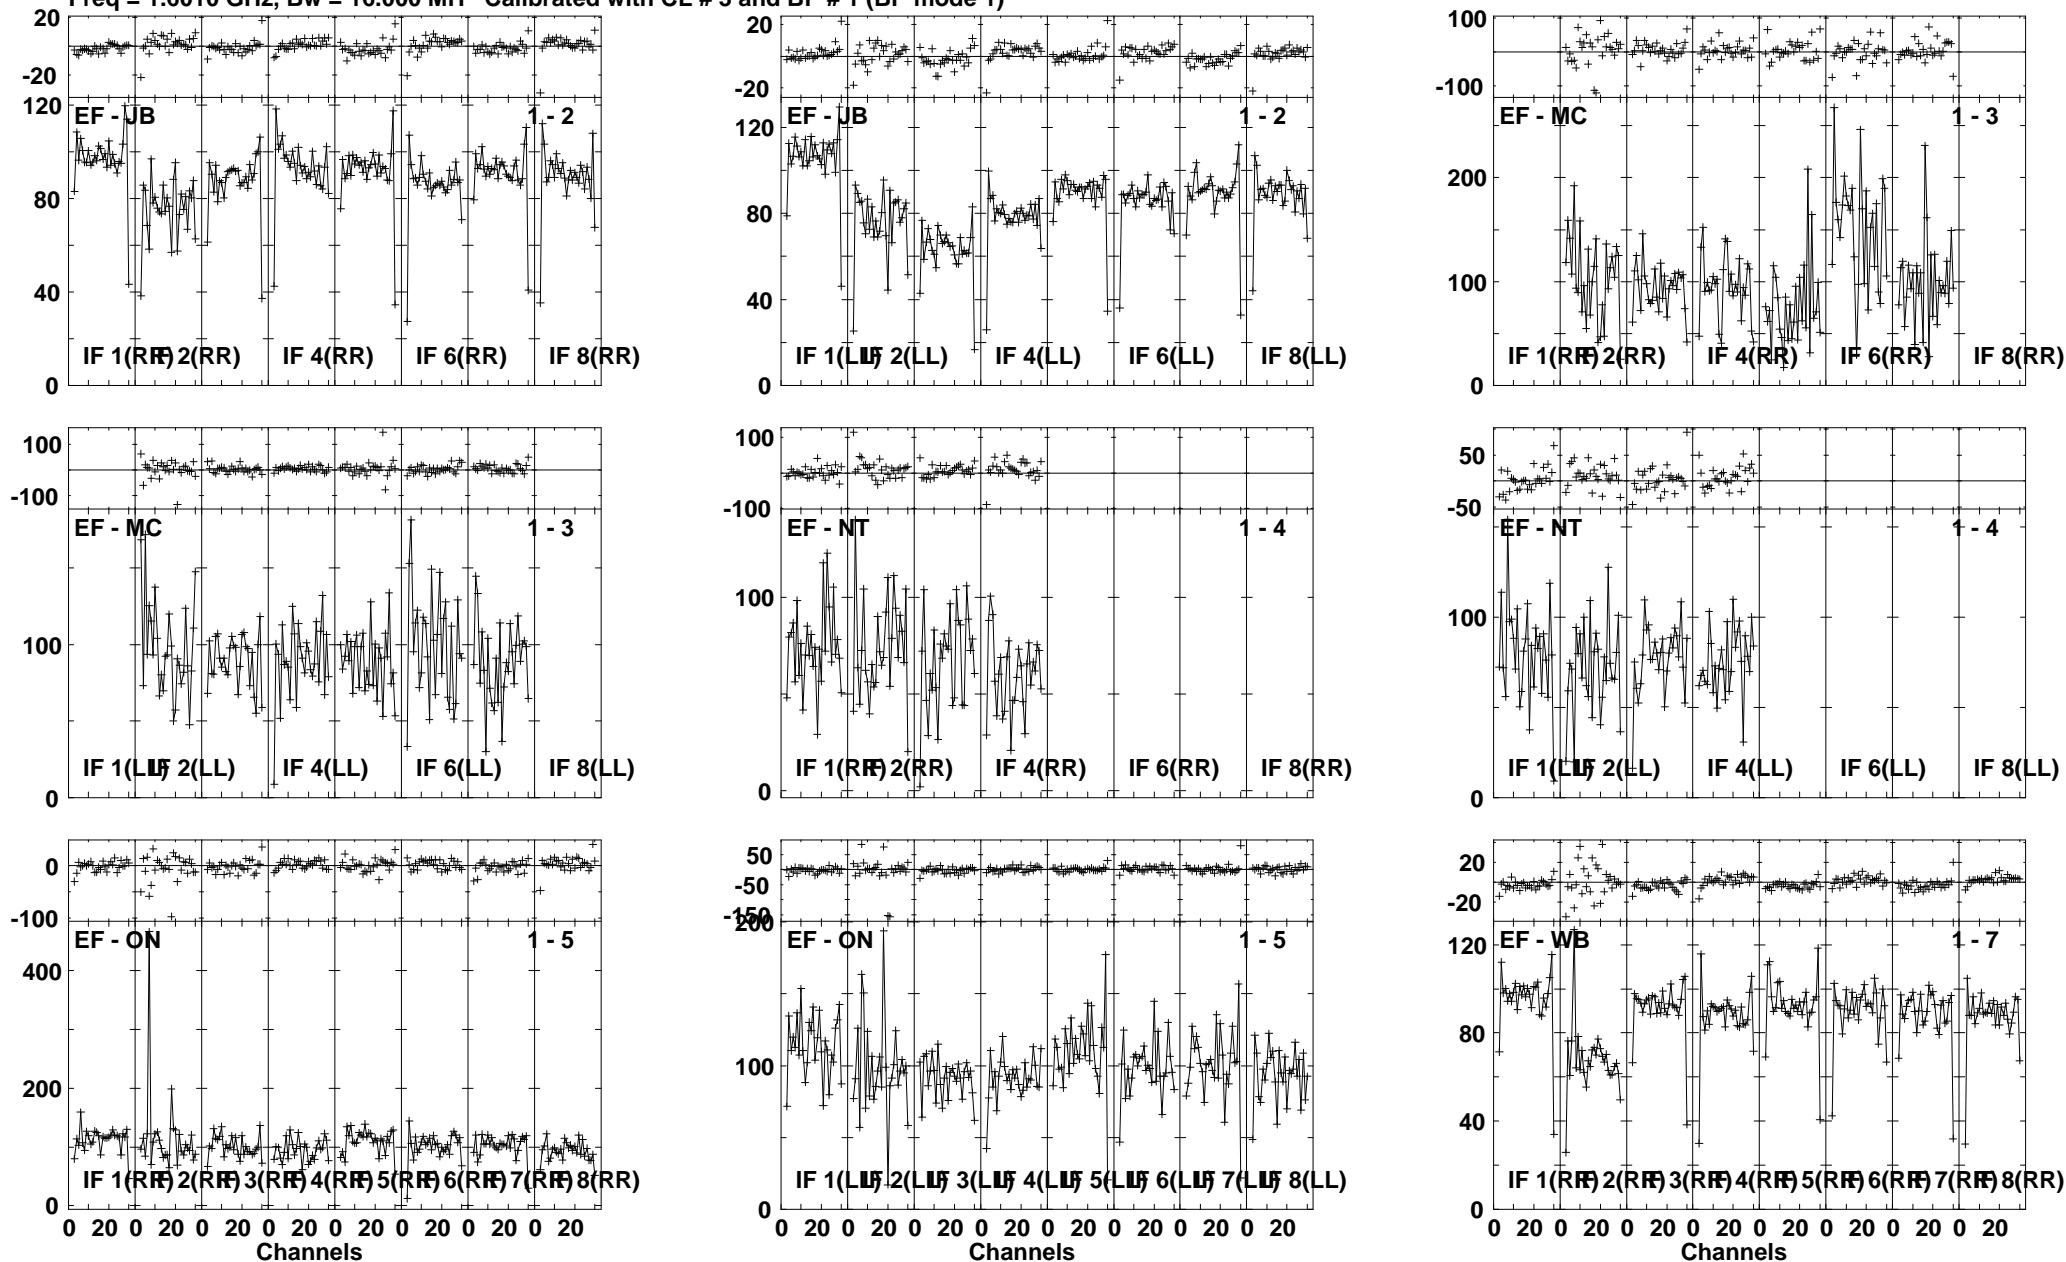 Calibrated with CL # 3 and BP # 1 (BP mode 1)
20
-20
120
80
40
0
EF - JB
1 - 2
IF 1(RR)
IF 2(RR)
IF 4(RR)
IF 6(RR)
IF 8(RR)
20
0
-20
120
80
40
0
EF - JB
1 - 2
IF 1(LL)
IF 2(LL)
IF 4(LL)
IF 6(LL)
IF 8(LL)
100
-100
200
100
0
EF - MC
1 - 3
IF 1(RR)
IF 2(RR)
IF 4(RR)
IF 6(RR)
IF 8(RR)
100
-100
100
0
EF - MC
1 - 3
IF 1(LL)
IF 2(LL)
IF 4(LL)
IF 6(LL)
IF 8(LL)
100
-100
100
0
EF - NT
1 - 4
IF 1(RR)
IF 2(RR)
IF 4(RR)
IF 6(RR)
IF 8(RR)
50
-50
100
0
EF - NT
1 - 4
IF 1(LL)
IF 2(LL)
IF 4(LL)
IF 6(LL)
IF 8(LL)
0
-100
400
200
0
EF - ON
1 - 5
IF 1(RR)
IF 2(RR)
IF 3(RR)
IF 4(RR)
IF 5(RR)
IF 6(RR)
IF 7(RR)
IF 8(RR)
0 20 0 20 0 20 0 20 0 20 0 20 0 20 0 20
Channels
50
-50
-150
200
100
0
EF - ON
1 - 5
IF 1(LL)
IF 2(LL)
IF 3(LL)
IF 4(LL)
IF 5(LL)
IF 6(LL)
IF 7(LL)
IF 8(LL)
0 20 0 20 0 20 0 20 0 20 0 20 0 20 0 20
Channels
20
-20
120
80
40
0
EF - WB
1 - 7
IF 1(RR)
IF 2(RR)
IF 3(RR)
IF 4(RR)
IF 5(RR)
IF 6(RR)
IF 7(RR)
IF 8(RR)
0 20 0 20 0 20 0 20 0 20 0 20 0 20 0 20
Channels